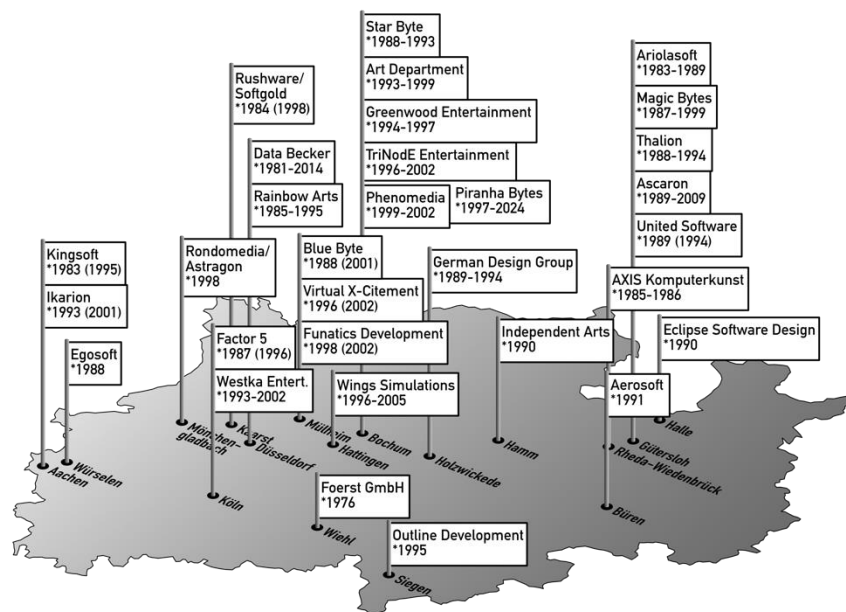 Star Byte
*1988-1993
Art Department
*1993-1999
Greenwood Entertainment
*1994-1997
TriNodE Entertainment
*1996-2002
Phenomedia
*1999-2002
Piranha Bytes
*1997-2024
Ariolasoft
*1983-1989
Magic Bytes
*1987-1999
Thalion
*1988-1994
Ascaron
*1989-2009
United Software
*1989 (1994)
Rushware/
Softgold
*1984 (1998)
Data Becker
*1981-2014
Rainbow Arts
*1985-1995
Kingsoft
*1983 (1995)
Ikarion
*1993 (2001)
Egosoft
*1988
Rondomedia/
Astragon
*1998
Blue Byte
*1988 (2001)
Virtual X-Citement
*1996 (2002)
Funatics Development
*1998 (2002)
German Design Group
*1989-1994
AXIS Komputerkunst
*1985-1986
Factor 5
*1987 (1996)
Westka Entert.
*1993-2002
Wings Simulations
*1996-2005
Independent Arts
*1990
Eclipse Software Design
*1990
Aerosoft
*1991
Foerst GmbH
*1976
Outline Development
*1995
Aachen
Würselen
Mönchen-
gladbach
Kaarst
Düsseldorf
Mülheim
Hattingen
Bochum
Holzwickede
Hamm
Halle
Gütersloh
Rheda-Wiedenbrück
Büren
Köln
Wiehl
Siegen